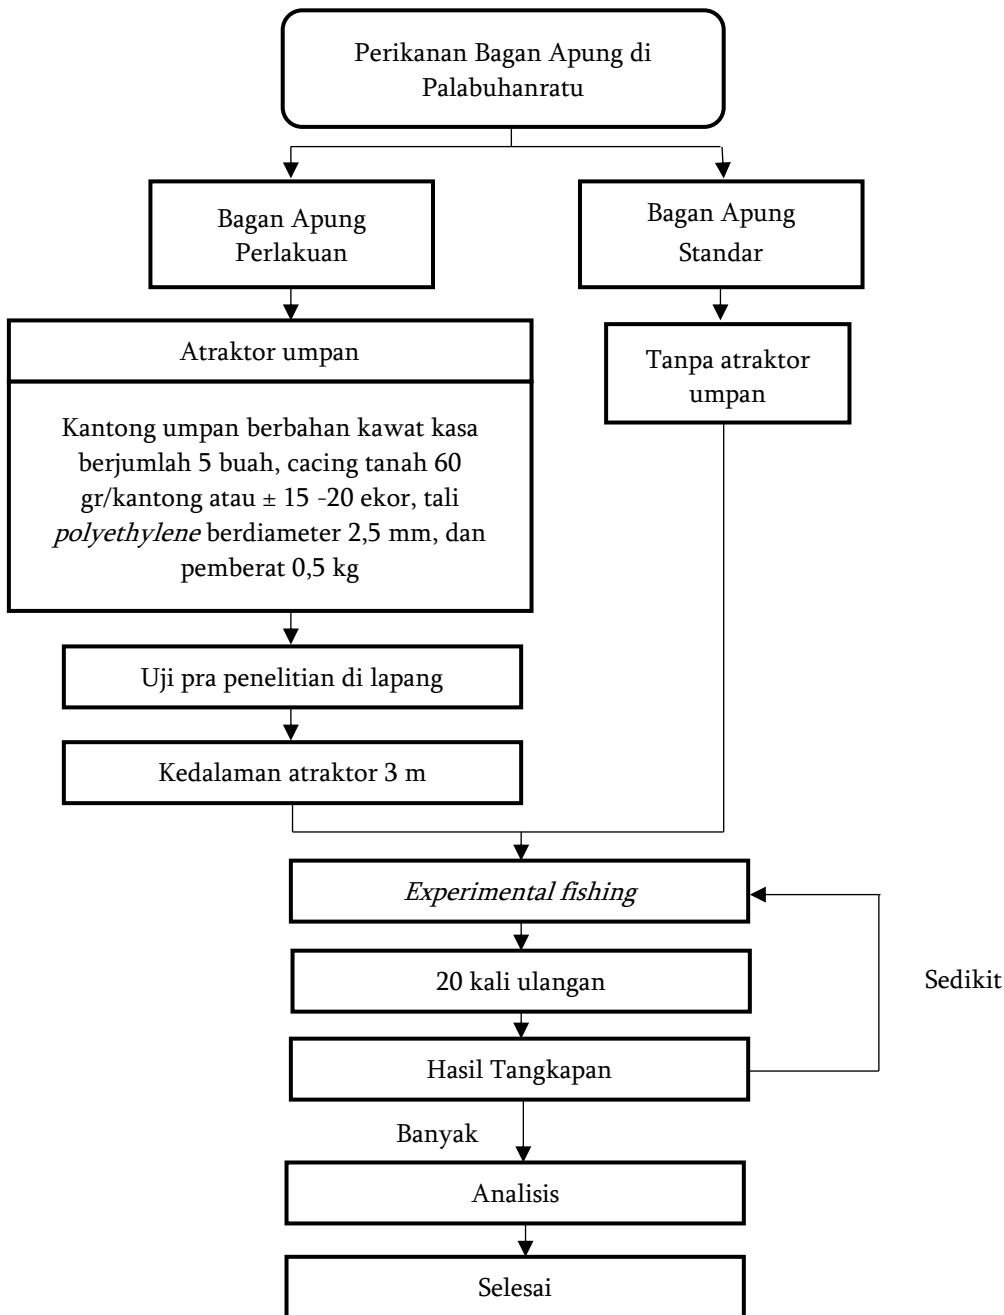 Perikanan Bagan Apung di
Palabuhanratu
Bagan Apung
Perlakuan
Bagan Apung
Standar
Atraktor umpan
Tanpa atraktor
umpan
Kantong umpan berbahan kawat kasa
berjumlah 5 buah, cacing tanah 60
gr/kantong atau ± 15 -20 ekor, tali
polyethylene berdiameter 2,5 mm, dan
pemberat 0,5 kg
Uji pra penelitian di lapang
Kedalaman atraktor 3 m
Experimental fishing
20 kali ulangan
Sedikit
Hasil Tangkapan
Banyak
Analisis
Selesai